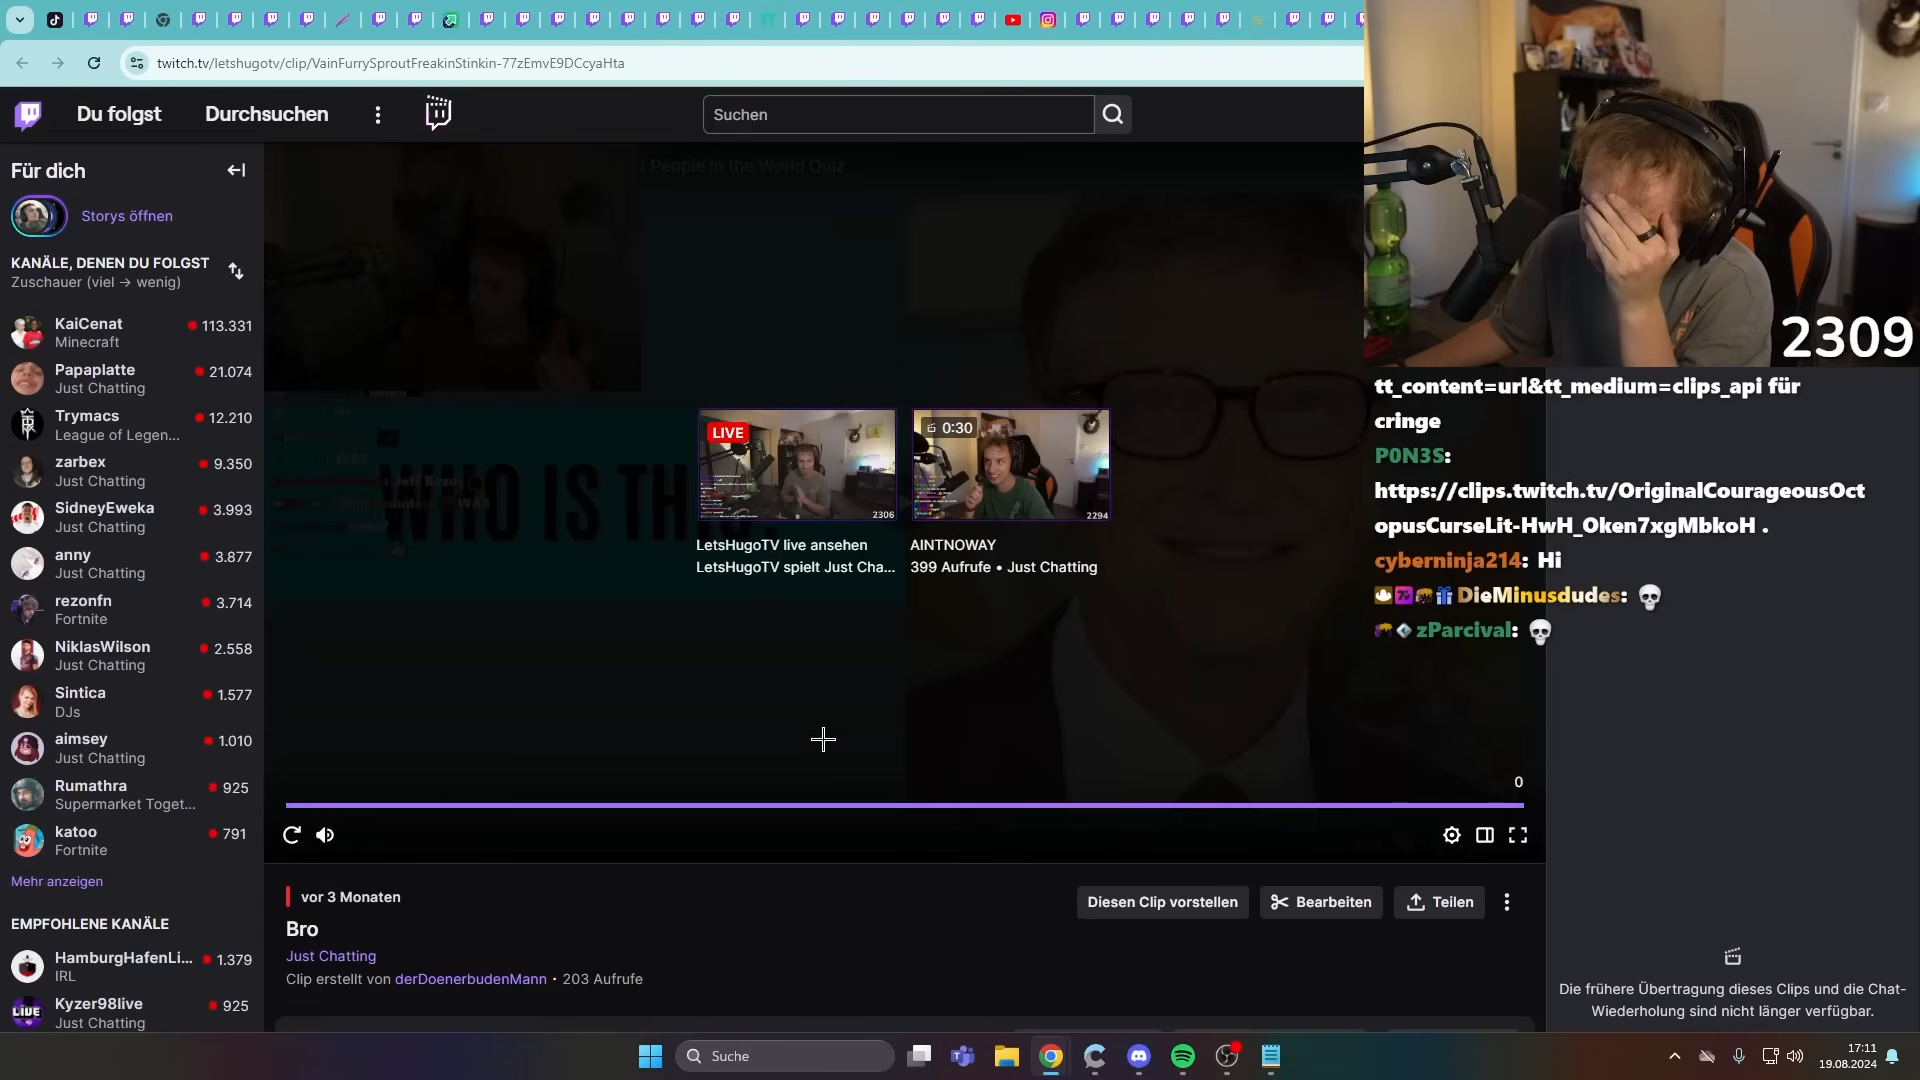 twitch.tv/letshugotv/clip/VainFurrySproutFreakinStinkin-77zEmvE9DCcyaHta
Du folgst
Durchsuchen
Suchen
Für dich
Storys öffnen
KANÄLE, DENEN DU FOLGST
Zuschauer (viel → wenig)
KaiCenat 113.331
Minecraft
Papaplatte 21.074
Just Chatting
Trymacs 12.210
League of Legen...
zarbex 9.350
Just Chatting
SidneyEweka 3.993
Just Chatting
anny 3.877
Just Chatting
rezonfn 3.714
Fortnite
NiklasWilson 2.558
Just Chatting
Sintica 1.577
DJs
aimsey 1.010
Just Chatting
Rumathra 925
Supermarket Toget...
katoo 791
Fortnite
Mehr anzeigen
EMPFOHLENE KANÄLE
HamburgHafenLi... 1.379
IRL
Kyzer98live 925
Just Chatting
People in the World Quiz
WHO IS TH
LIVE
2306
0:30
2294
LetsHugoTV live ansehen
LetsHugoTV spielt Just Cha...
AINTNOWAY
399 Aufrufe • Just Chatting
0
vor 3 Monaten
Bro
Just Chatting
Clip erstellt von derDoenerbudenMann • 203 Aufrufe
Diesen Clip vorstellen
Bearbeiten
Teilen
2309
tt_content=url&tt_medium=clips_api für
cringe
P0N3S:
https://clips.twitch.tv/OriginalCourageousOct
opusCurseLit-HwH_Oken7xgMbkoH .
cyberninja214: Hi
DieMinusdudes: 💀
zParcival: 💀
Die frühere Übertragung dieses Clips und die Chat-
Wiederholung sind nicht länger verfügbar.
Suche
17:11
19.08.2024